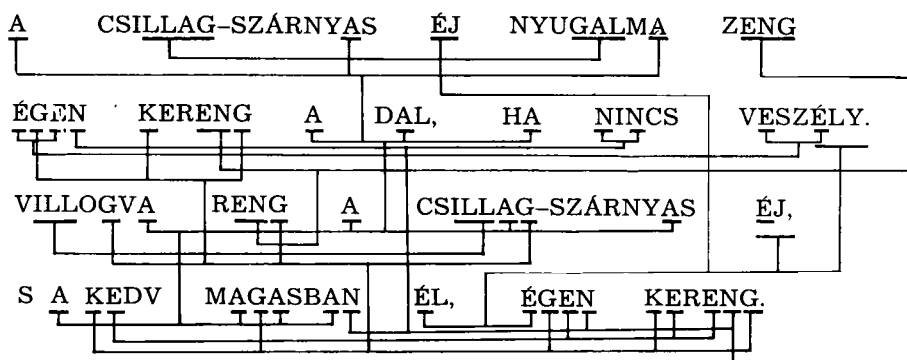 A CSILLAG–SZÁRNYAS ÉJ NYUGALMA ZENG
ÉGEN KERENG A DAL, HA NINCS VESZÉLY.
VILLOGVA RENG A CSILLAG–SZÁRNYAS ÉJ,
S A KEDV MAGASBAN ÉL, ÉGEN KERENG.